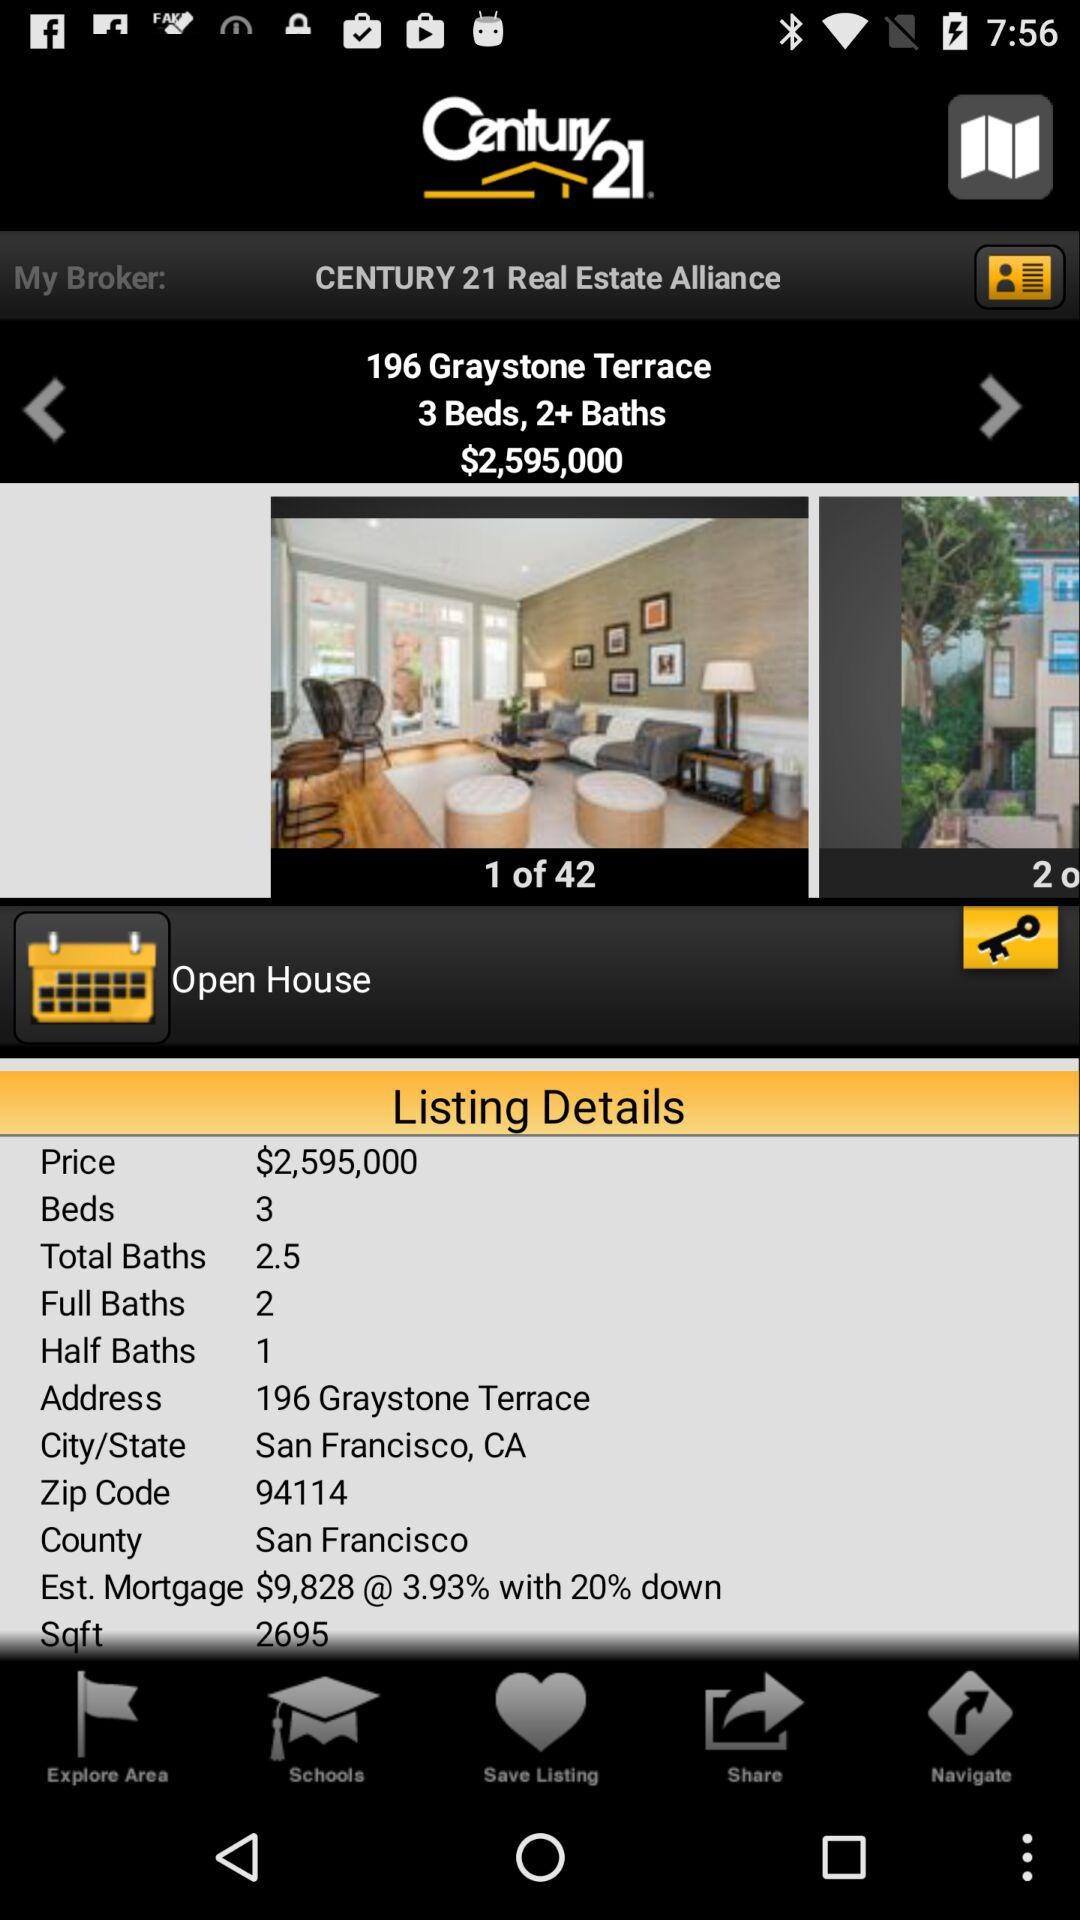 FAKE
7:56
Century 21
My Broker: CENTURY 21 Real Estate Alliance
196 Graystone Terrace
3 Beds, 2+ Baths
$2,595,000
1 of 42
2 o
Open House
Listing Details
Price $2,595,000
Beds 3
Total Baths 2.5
Full Baths 2
Half Baths 1
Address 196 Graystone Terrace
City/State San Francisco, CA
Zip Code 94114
County San Francisco
Est. Mortgage $9,828 @ 3.93% with 20% down
Sqft 2695
Explore Area
Schools
Save Listing
Share
Navigate